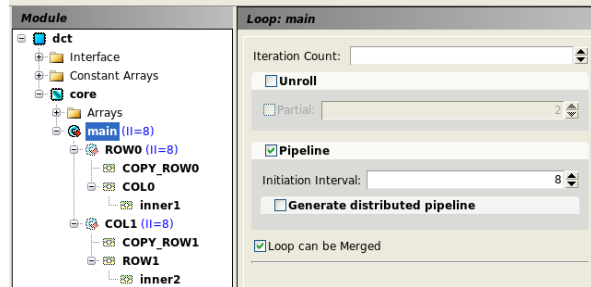 Module
dct
Interface
Constant Arrays
core
Arrays
main (II=8)
ROW0 (II=8)
COPY_ROW0
COL0
inner1
COL1 (II=8)
COPY_ROW1
ROW1
inner2
Loop: main
Iteration Count:
Unroll
Partial: 2
Pipeline
Initiation Interval: 8
Generate distributed pipeline
Loop can be Merged